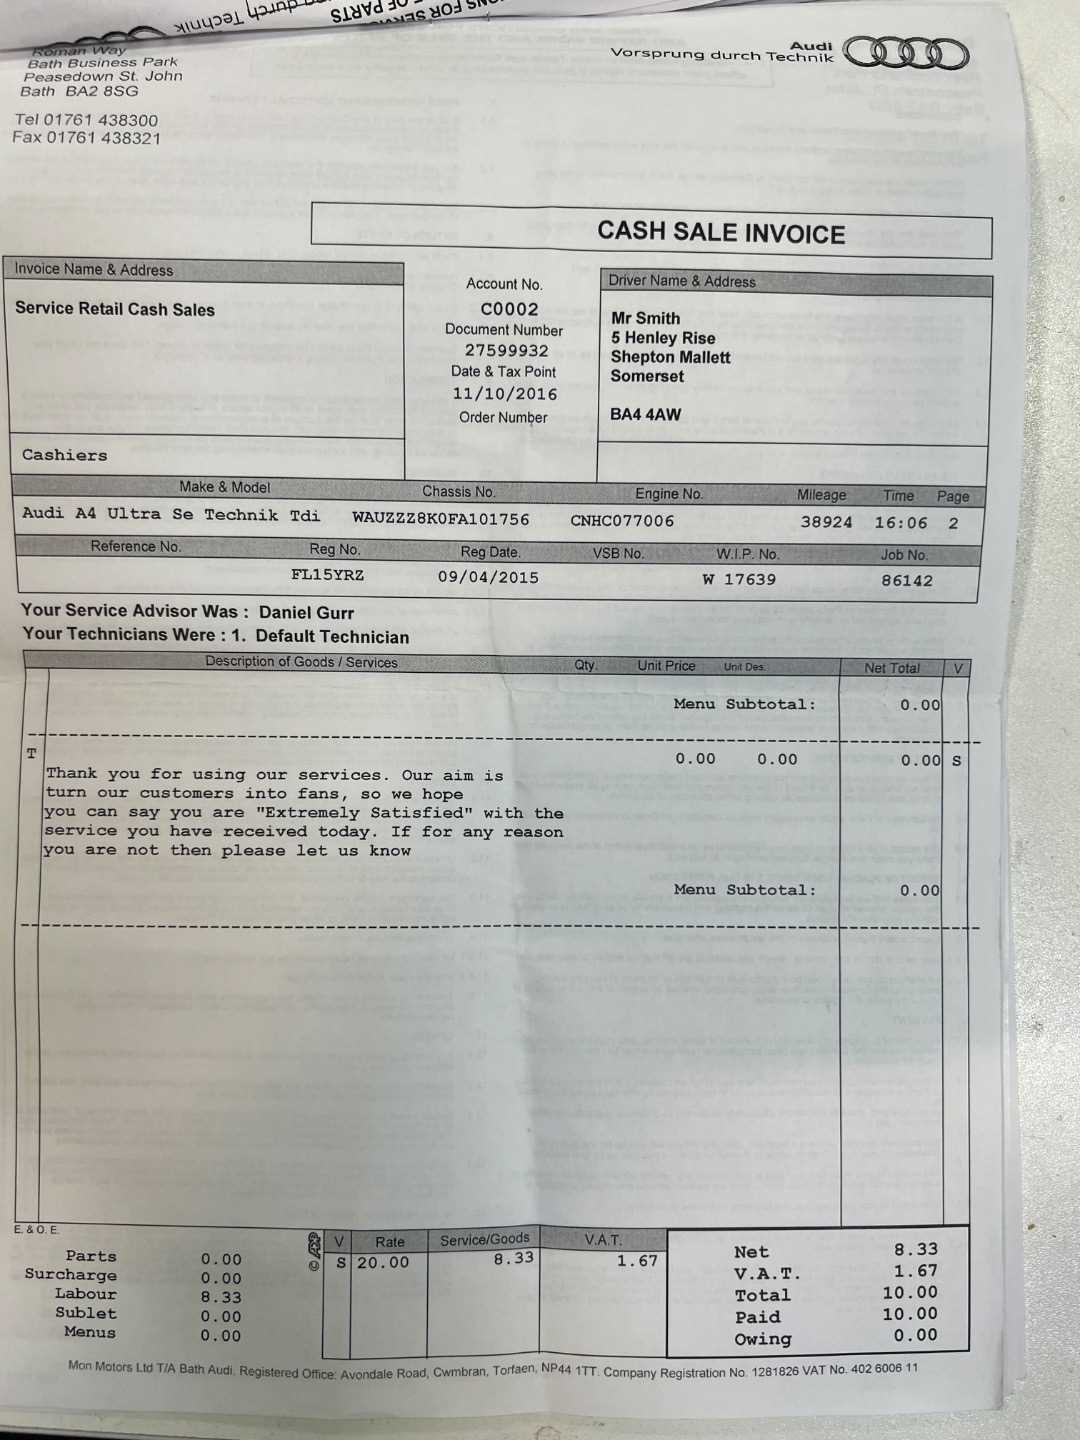 durch Technik
OF PARTS
Roman Way
Bath Business Park
Peasedown St. John
Bath BA2 8SG
Tel 01761 438300
Fax 01761 438321
Audi
Vorsprung durch Technik
CASH SALE INVOICE
Invoice Name & Address
Service Retail Cash Sales
Cashiers
Account No.
C0002
Document Number
27599932
Date & Tax Point
11/10/2016
Order Number
Driver Name & Address
Mr Smith
5 Henley Rise
Shepton Mallett
Somerset
BA4 4AW
Make & Model Chassis No. Engine No. Mileage Time Page
Audi A4 Ultra Se Technik Tdi WAUZZZ8K0FA101756 CNHC077006 38924 16:06 2
Reference No. Reg No. Reg Date. VSB No. W.I.P. No. Job No.
FL15YRZ 09/04/2015 W 17639 86142
Your Service Advisor Was : Daniel Gurr
Your Technicians Were : 1. Default Technician
Description of Goods / Services Qty. Unit Price Unit Des. Net Total V
Menu Subtotal: 0.00
T 0.00 0.00 0.00 S
Thank you for using our services. Our aim is
turn our customers into fans, so we hope
you can say you are "Extremely Satisfied" with the
service you have received today. If for any reason
you are not then please let us know
Menu Subtotal: 0.00
E. & O. E.
Parts 0.00
Surcharge 0.00
Labour 8.33
Sublet 0.00
Menus 0.00
V Rate Service/Goods V.A.T.
S 20.00 8.33 1.67
Net 8.33
V.A.T. 1.67
Total 10.00
Paid 10.00
Owing 0.00
Mon Motors Ltd T/A Bath Audi. Registered Office: Avondale Road, Cwmbran, Torfaen, NP44 1TT. Company Registration No. 1281826 VAT No. 402 6006 11